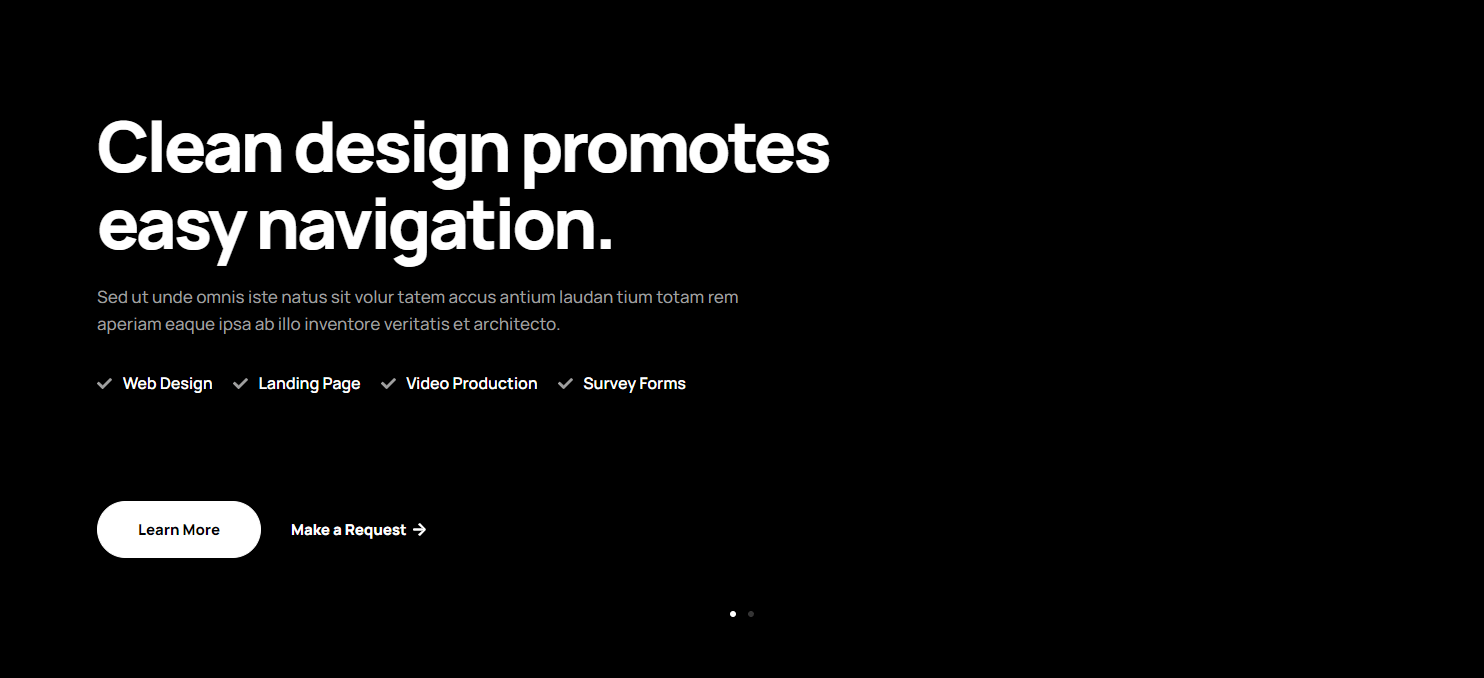 Clean design promotes
easy navigation.
Sed ut unde omnis iste natus sit volur tatem accus antium laudan tium totam rem
aperiam eaque ipsa ab illo inventore veritatis et architecto.
Web Design Landing Page Video Production Survey Forms
Learn More Make a Request